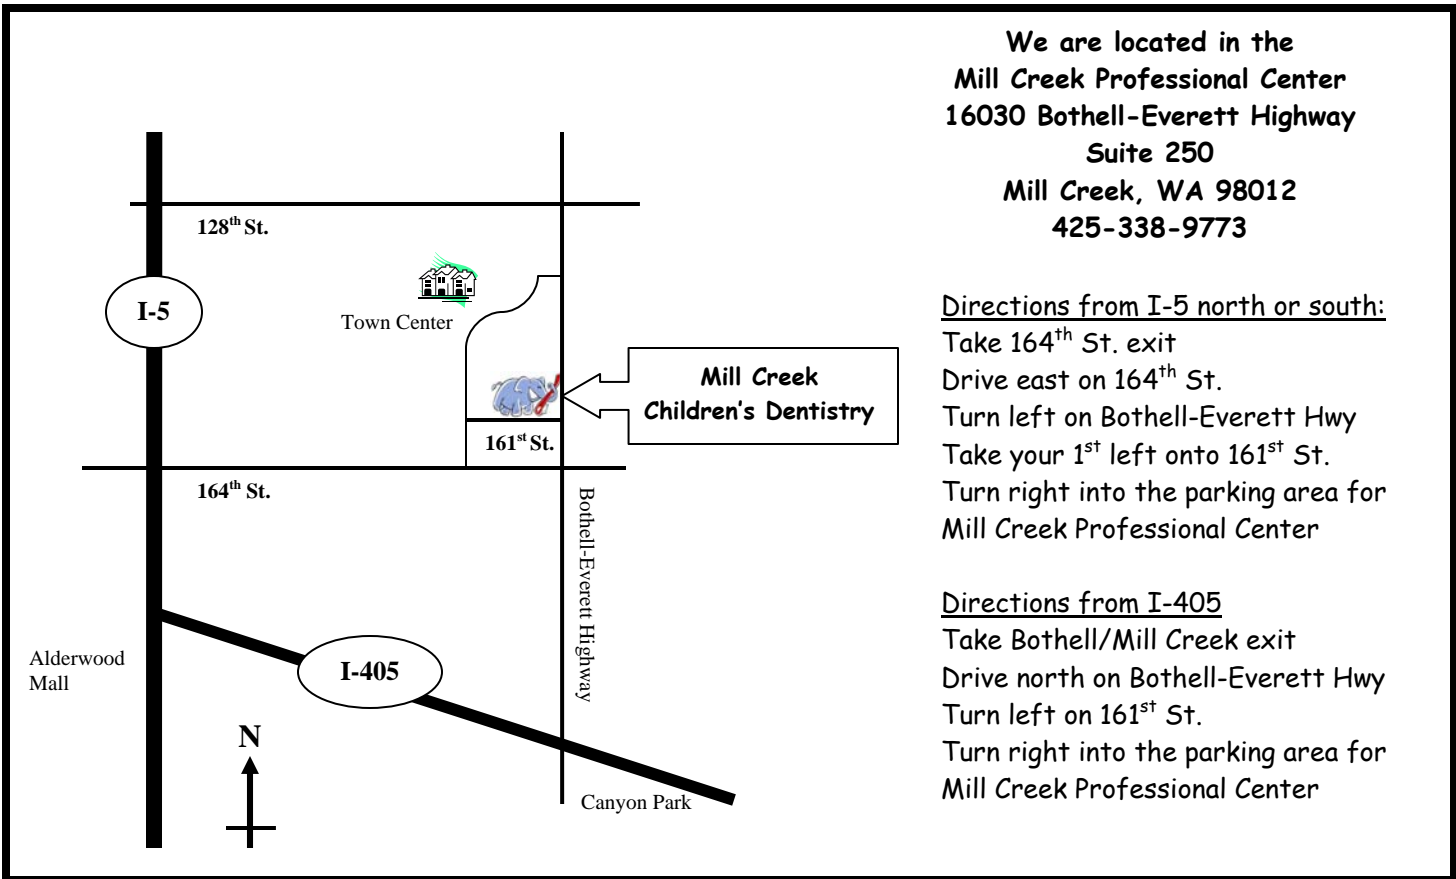 We are located in the
Mill Creek Professional Center
16030 Bothell-Everett Highway
Suite 250
Mill Creek, WA 98012
425-338-9773
128th St.
I-5
Town Center
Mill Creek
Children's Dentistry
161st St.
164th St.
Bothell-Everett Highway
Alderwood
Mall
I-405
N
Canyon Park
Directions from I-5 north or south:
Take 164th St. exit
Drive east on 164th St.
Turn left on Bothell-Everett Hwy
Take your 1st left onto 161st St.
Turn right into the parking area for
Mill Creek Professional Center
Directions from I-405
Take Bothell/Mill Creek exit
Drive north on Bothell-Everett Hwy
Turn left on 161st St.
Turn right into the parking area for
Mill Creek Professional Center